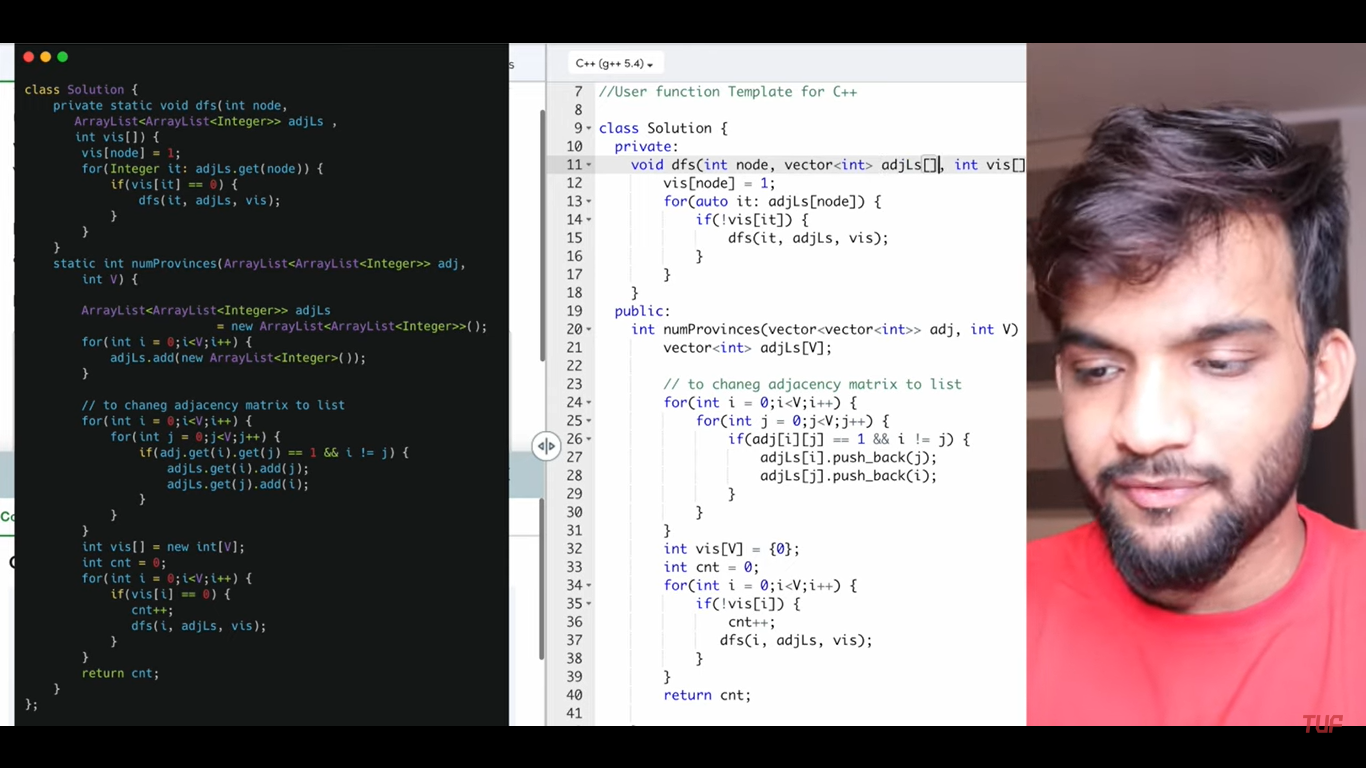 class Solution {
private static void dfs(int node,
ArrayList<ArrayList<Integer>> adjLs ,
int vis[]) {
vis[node] = 1;
for(Integer it: adjLs.get(node)) {
if(vis[it] == 0) {
dfs(it, adjLs, vis);
}
}
}
static int numProvinces(ArrayList<ArrayList<Integer>> adj,
int V) {
ArrayList<ArrayList<Integer>> adjLs
= new ArrayList<ArrayList<Integer>>();
for(int i = 0;i<V;i++) {
adjLs.add(new ArrayList<Integer>());
}
// to chaneg adjacency matrix to list
for(int i = 0;i<V;i++) {
for(int j = 0;j<V;j++) {
if(adj.get(i).get(j) == 1 && i != j) {
adjLs.get(i).add(j);
adjLs.get(j).add(i);
}
}
}
int vis[] = new int[V];
int cnt = 0;
for(int i = 0;i<V;i++) {
if(vis[i] == 0) {
cnt++;
dfs(i, adjLs, vis);
}
}
return cnt;
}
};
s
C++ (g++ 5.4)
7 //User function Template for C++
8
9 class Solution {
10 private:
11 void dfs(int node, vector<int> adjLs[], int vis[]
12 vis[node] = 1;
13 for(auto it: adjLs[node]) {
14 if(!vis[it]) {
15 dfs(it, adjLs, vis);
16 }
17 }
18 }
19 public:
20 int numProvinces(vector<vector<int>> adj, int V)
21 vector<int> adjLs[V];
22
23 // to chaneg adjacency matrix to list
24 for(int i = 0;i<V;i++) {
25 for(int j = 0;j<V;j++) {
26 if(adj[i][j] == 1 && i != j) {
27 adjLs[i].push_back(j);
28 adjLs[j].push_back(i);
29 }
30 }
31 }
32 int vis[V] = {0};
33 int cnt = 0;
34 for(int i = 0;i<V;i++) {
35 if(!vis[i]) {
36 cnt++;
37 dfs(i, adjLs, vis);
38 }
39 }
40 return cnt;
41
Co
TUF